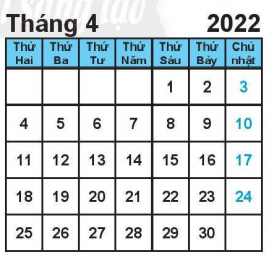 Tháng 4 2022
Thứ Hai Thứ Ba Thứ Tư Thứ Năm Thứ Sáu Thứ Bảy Chủ nhật
1 2 3
4 5 6 7 8 9 10
11 12 13 14 15 16 17
18 19 20 21 22 23 24
25 26 27 28 29 30